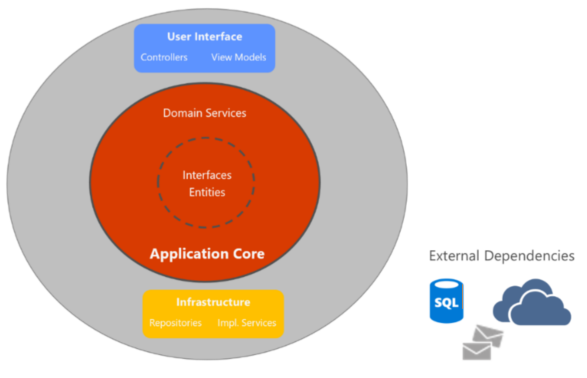 User Interface
Controllers View Models
Domain Services
Interfaces
Entities
Application Core
Infrastructure
Repositories Impl. Services
External Dependencies
SQL